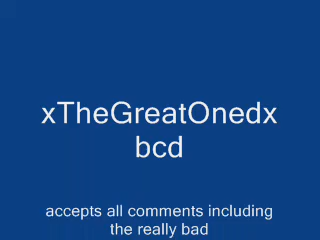 xTheGreatOnedx
bcd
accepts all comments including
the really bad